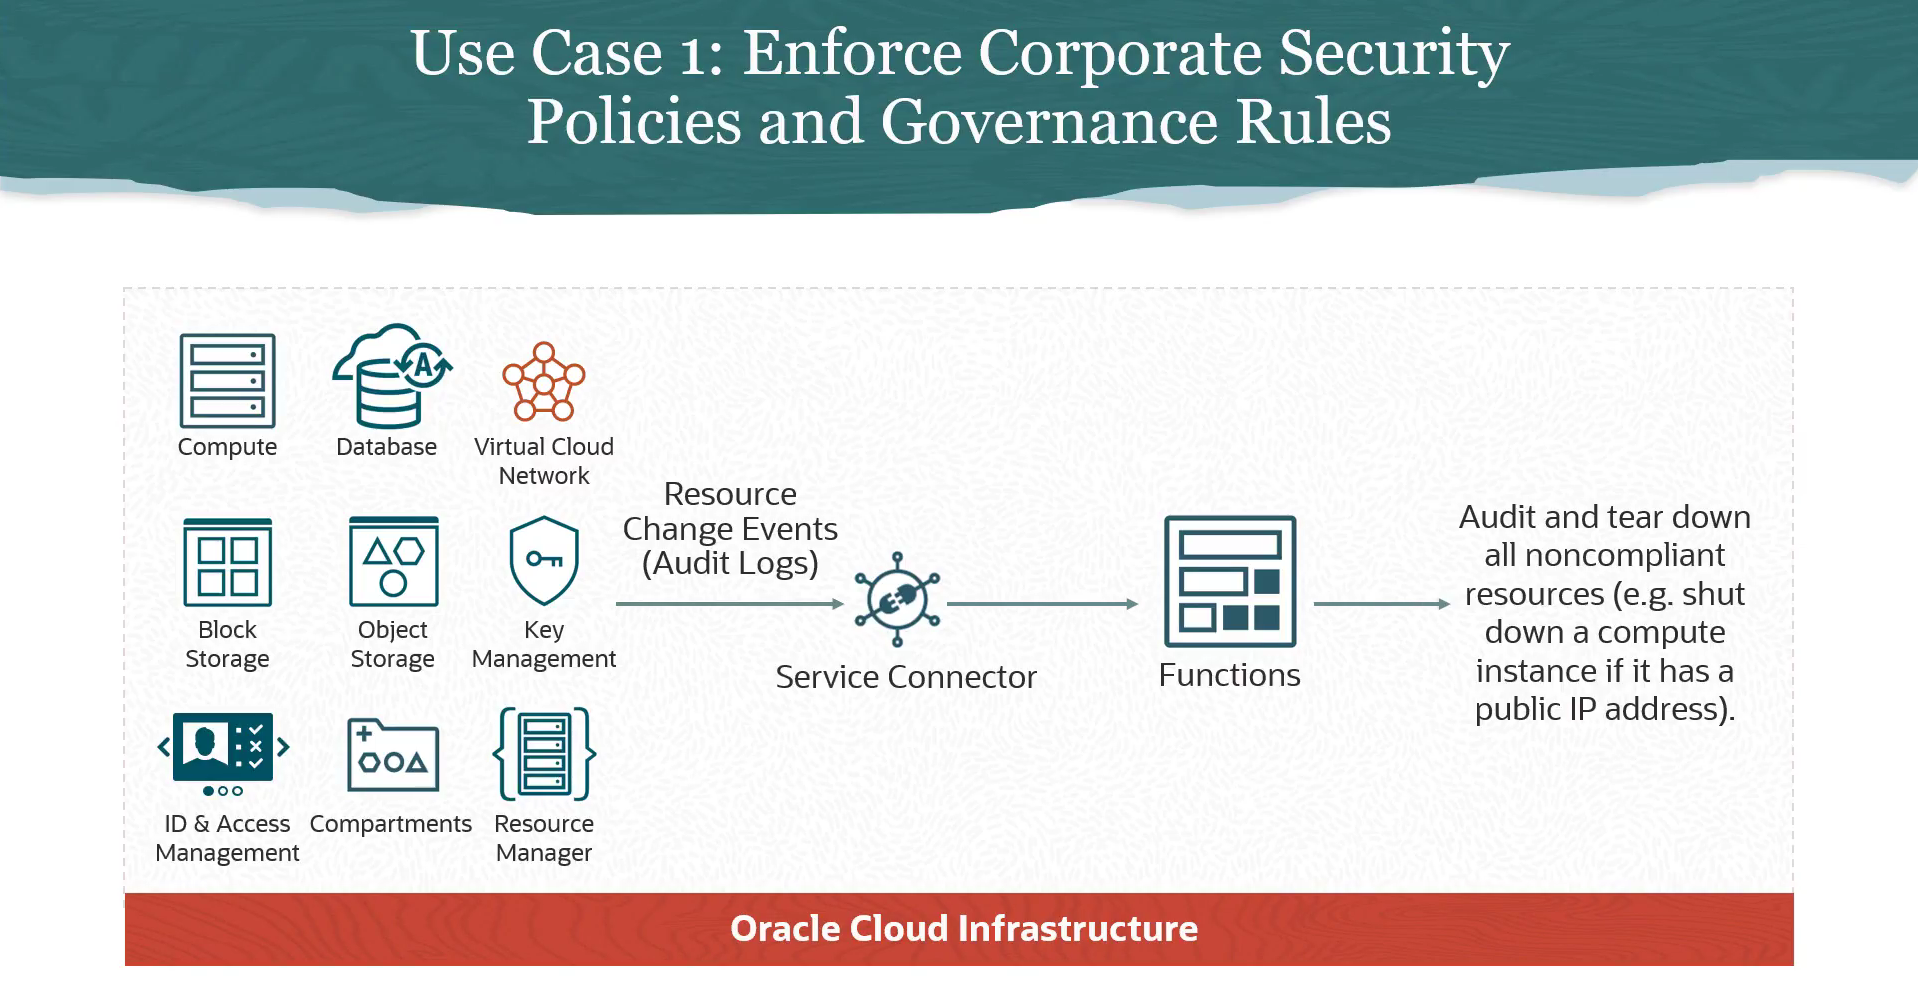 Use Case 1: Enforce Corporate Security
Policies and Governance Rules
Compute
Database
A
Virtual Cloud
Network
Block
Storage
Object
Storage
Key
Management
ID & Access
Management
Compartments
Resource
Manager
Resource
Change Events
(Audit Logs)
Service Connector
Functions
Audit and tear down
all noncompliant
resources (e.g. shut
down a compute
instance if it has a
public IP address).
Oracle Cloud Infrastructure